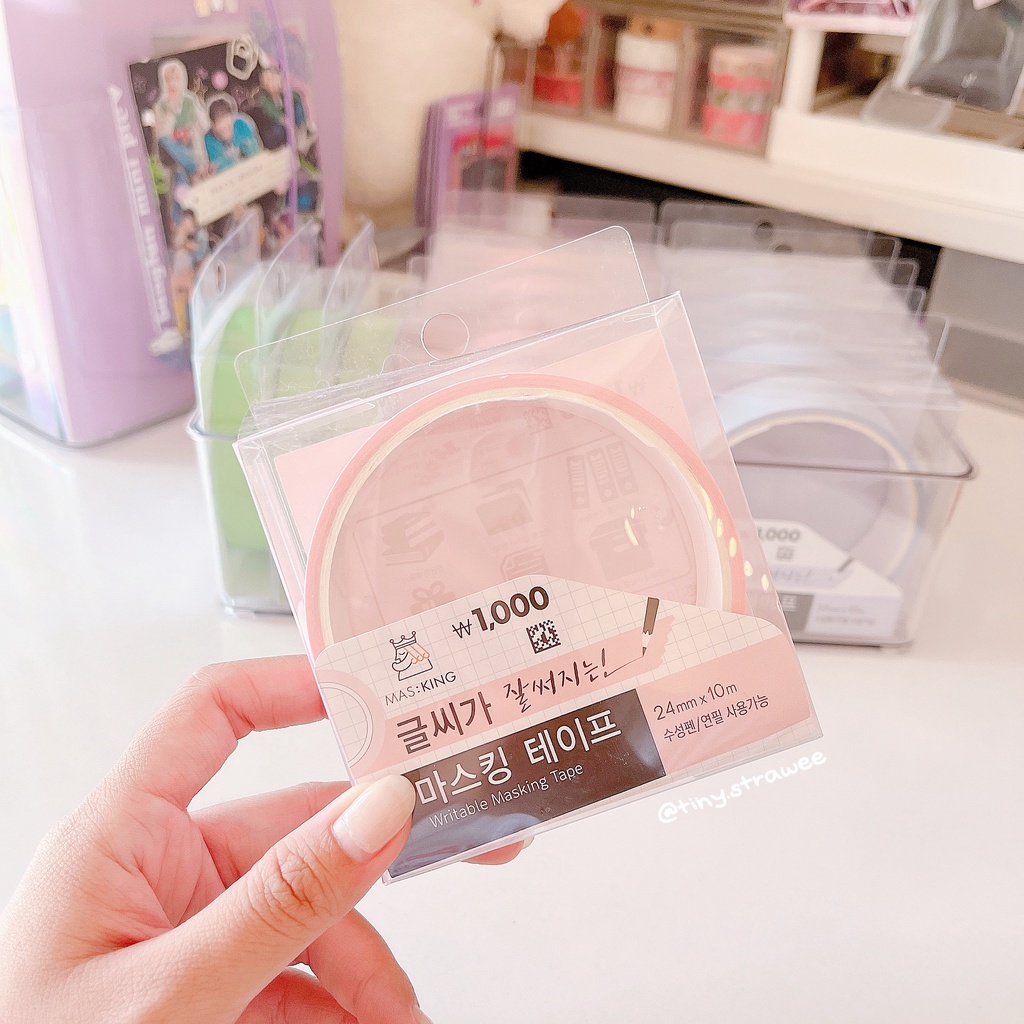 ₩1,000
MAS:KING
글씨가 잘써지는!
마스킹 테이프
Writable Masking Tape
24mm x 10m
수성펜/연필 사용가능
@tiny.strawee
1,000